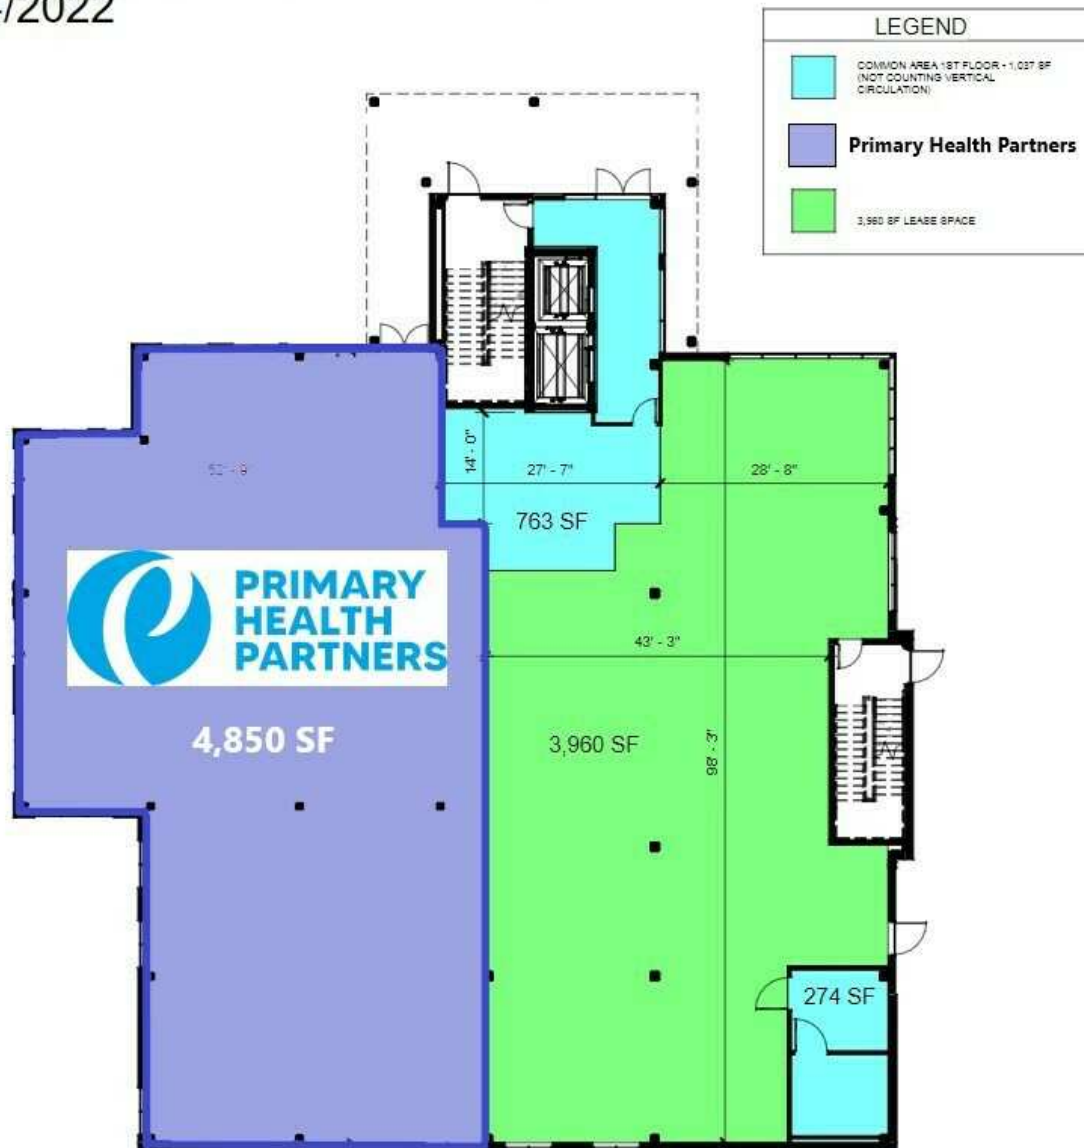 /2022
LEGEND
COMMON AREA 1ST FLOOR - 1,037 SF
(NOT COUNTING VERTICAL
CIRCULATION)
Primary Health Partners
3,960 SF LEASE SPACE
14' - 0"
27' - 7"
28' - 8"
763 SF
PRIMARY
HEALTH
PARTNERS
43' - 3"
4,850 SF
3,960 SF
98' - 3"
274 SF